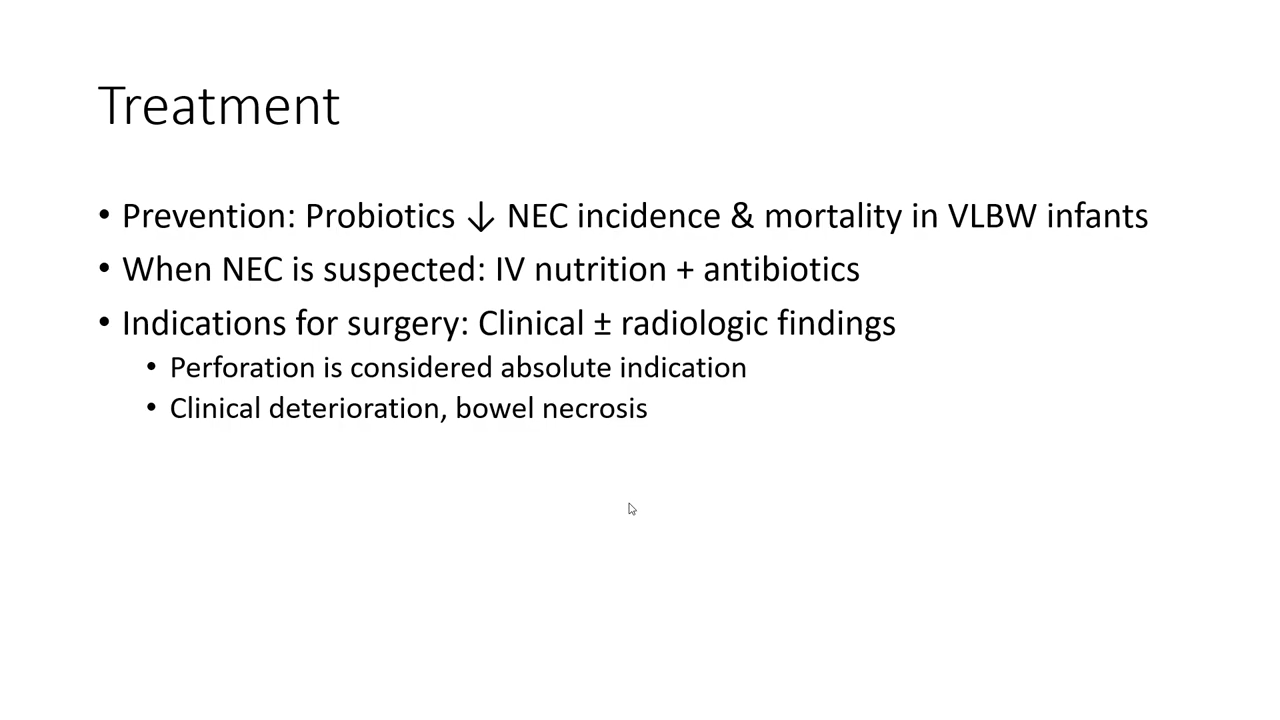 Treatment
• Prevention: Probiotics ↓ NEC incidence & mortality in VLBW infants
• When NEC is suspected: IV nutrition + antibiotics
• Indications for surgery: Clinical ± radiologic findings
• Perforation is considered absolute indication
• Clinical deterioration, bowel necrosis